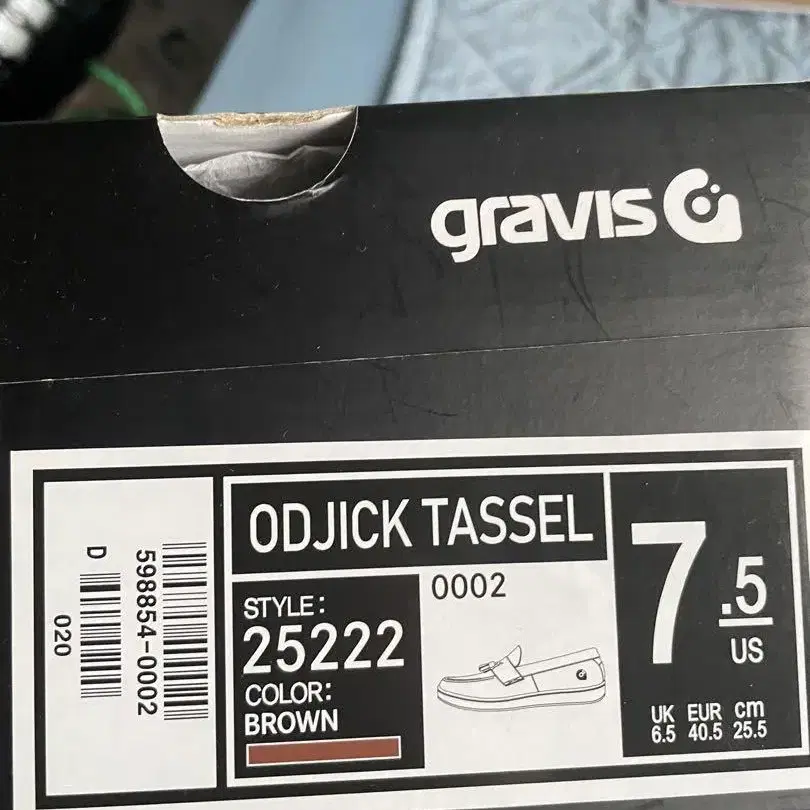 gravis
598854-0002
D
020
ODJICK TASSEL
STYLE:
25222
COLOR:
BROWN
0002
7.5
US
UK EUR cm
6.5 40.5 25.5